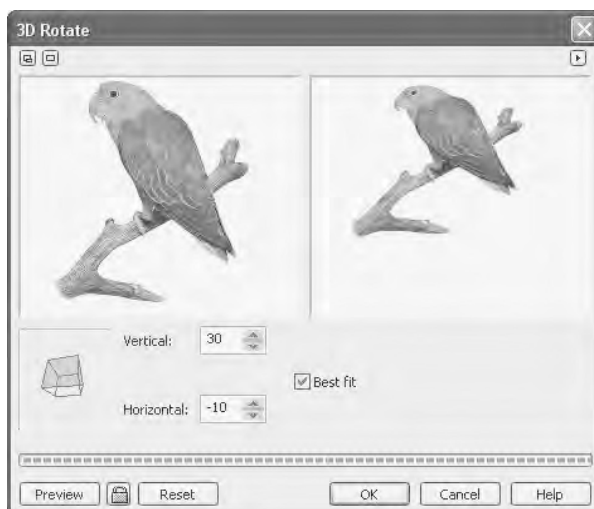 3D Rotate
Vertical: 30
Best fit
Horizontal: -10
Preview Reset OK Cancel Help